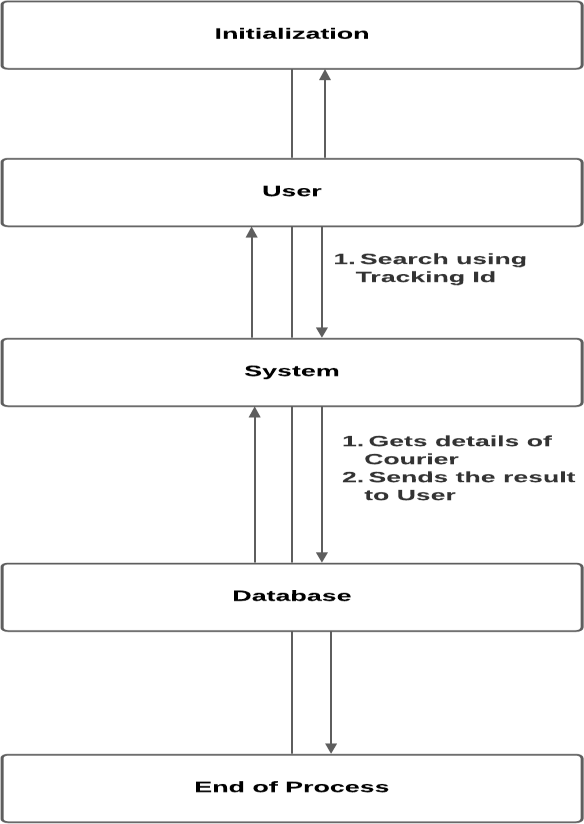 Initialization
User
1. Search using
Tracking Id
System
1. Gets details of
Courier
2. Sends the result
to User
Database
End of Process